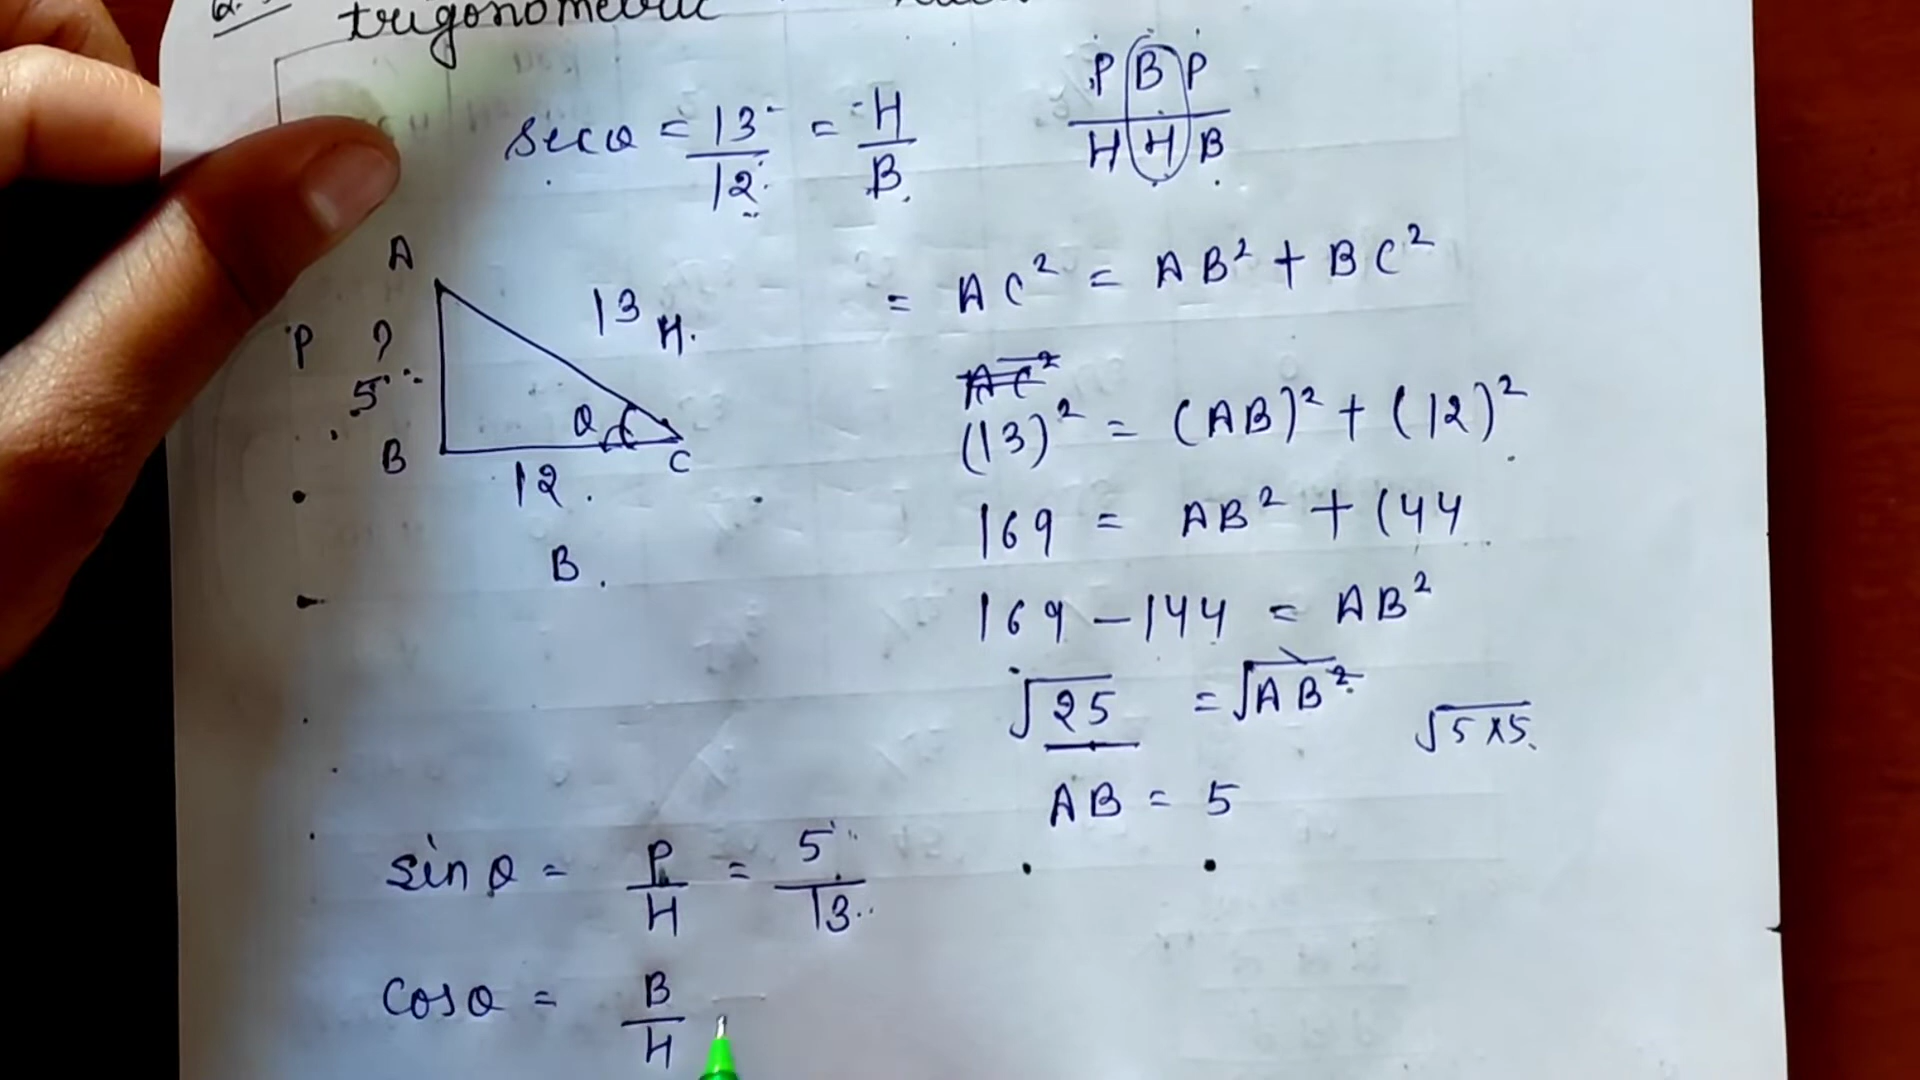 trigonometric
secθ = 13/12 = H/B
P B P
H H B
A
13 H.
P ?
5
θ
B
C
12.
B.
= AC² = AB² + BC²
(13)² = (AB)² + (12)²
169 = AB² + 144
169 - 144 = AB²
√25 = √AB²
√5×5
AB = 5
sin θ = P/H = 5/13
cosθ = B/H